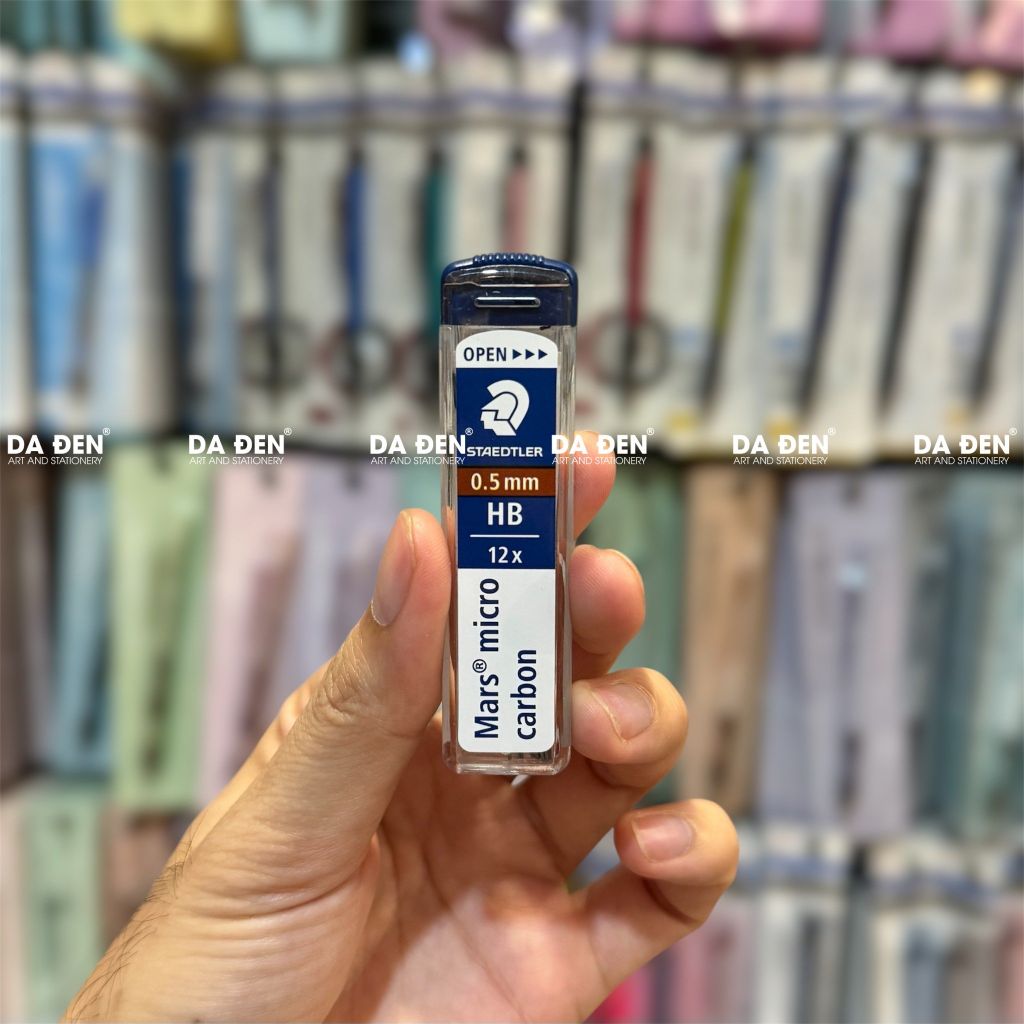 OPEN ▶▶▶
STAEDTLER
0.5 mm
HB
12 x
Mars® micro
carbon
DA ĐEN® DA ĐEN® DA ĐEN® DA ĐEN® DA ĐEN® DA ĐEN®
ART AND STATIONERY ART AND STATIONERY ART AND STATIONERY ART AND STATIONERY ART AND STATIONERY ART AND STATIONERY